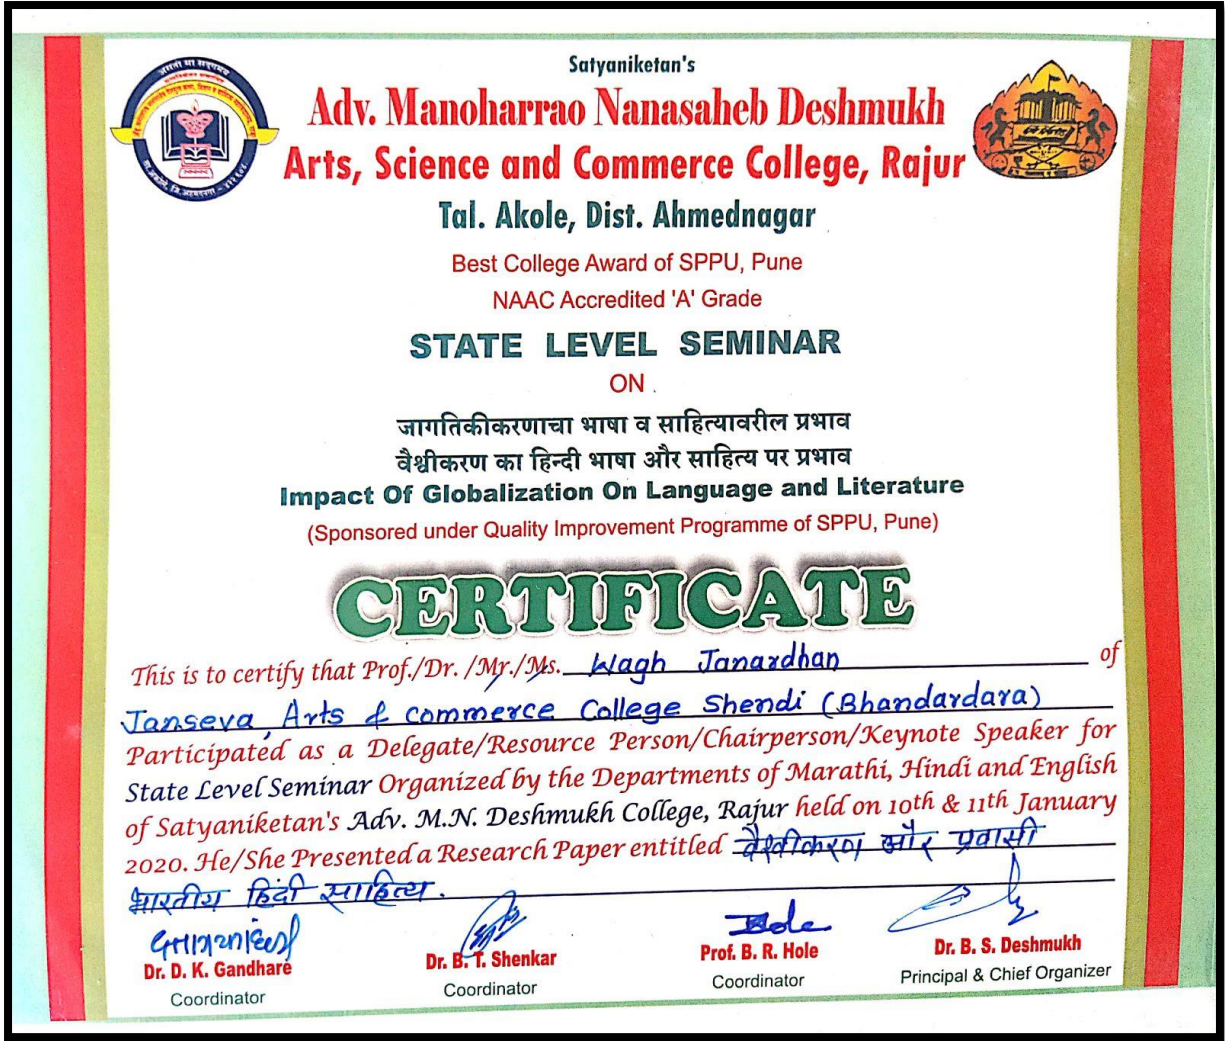 Satyaniketan's
Adv. Manoharrao Nanasaheb Deshmukh
Arts, Science and Commerce College, Rajur
Tal. Akole, Dist. Ahmednagar
Best College Award of SPPU, Pune
NAAC Accredited 'A' Grade
STATE LEVEL SEMINAR
ON
जागतिकीकरणाचा भाषा व साहित्यावरील प्रभाव
वैश्वीकरण का हिन्दी भाषा और साहित्य पर प्रभाव
Impact Of Globalization On Language and Literature
(Sponsored under Quality Improvement Programme of SPPU, Pune)
CERTIFICATE
This is to certify that Prof./Dr. /Mr./Ms. Wagh Janardhan of
Janseva Arts & Commerce College Shendi (Bhandardara)
Participated as a Delegate/Resource Person/Chairperson/Keynote Speaker for
State Level Seminar Organized by the Departments of Marathi, Hindi and English
of Satyaniketan's Adv. M.N. Deshmukh College, Rajur held on 10th & 11th January
2020. He/She Presented a Research Paper entitled वैश्वीकरण और प्रवासी
भारतीय हिंदी साहित्य.
Dr. D. K. Gandhare
Coordinator
Dr. B. T. Shenkar
Coordinator
Prof. B. R. Hole
Coordinator
Dr. B. S. Deshmukh
Principal & Chief Organizer